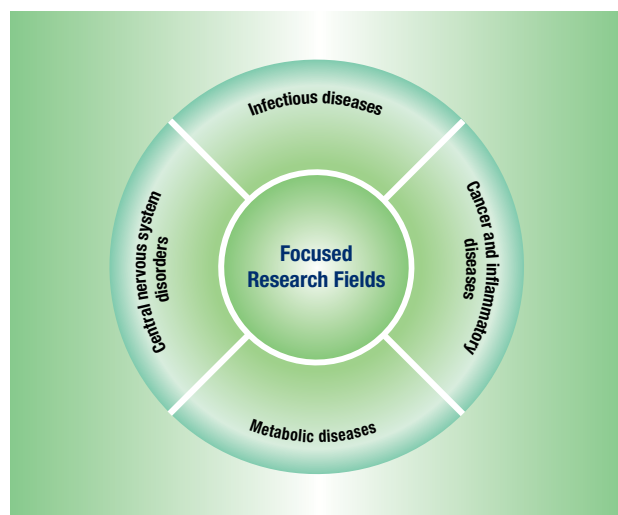 Infectious diseases
Central nervous system
disorders
Focused
Research Fields
Cancer and inflammatory
diseases
Metabolic diseases